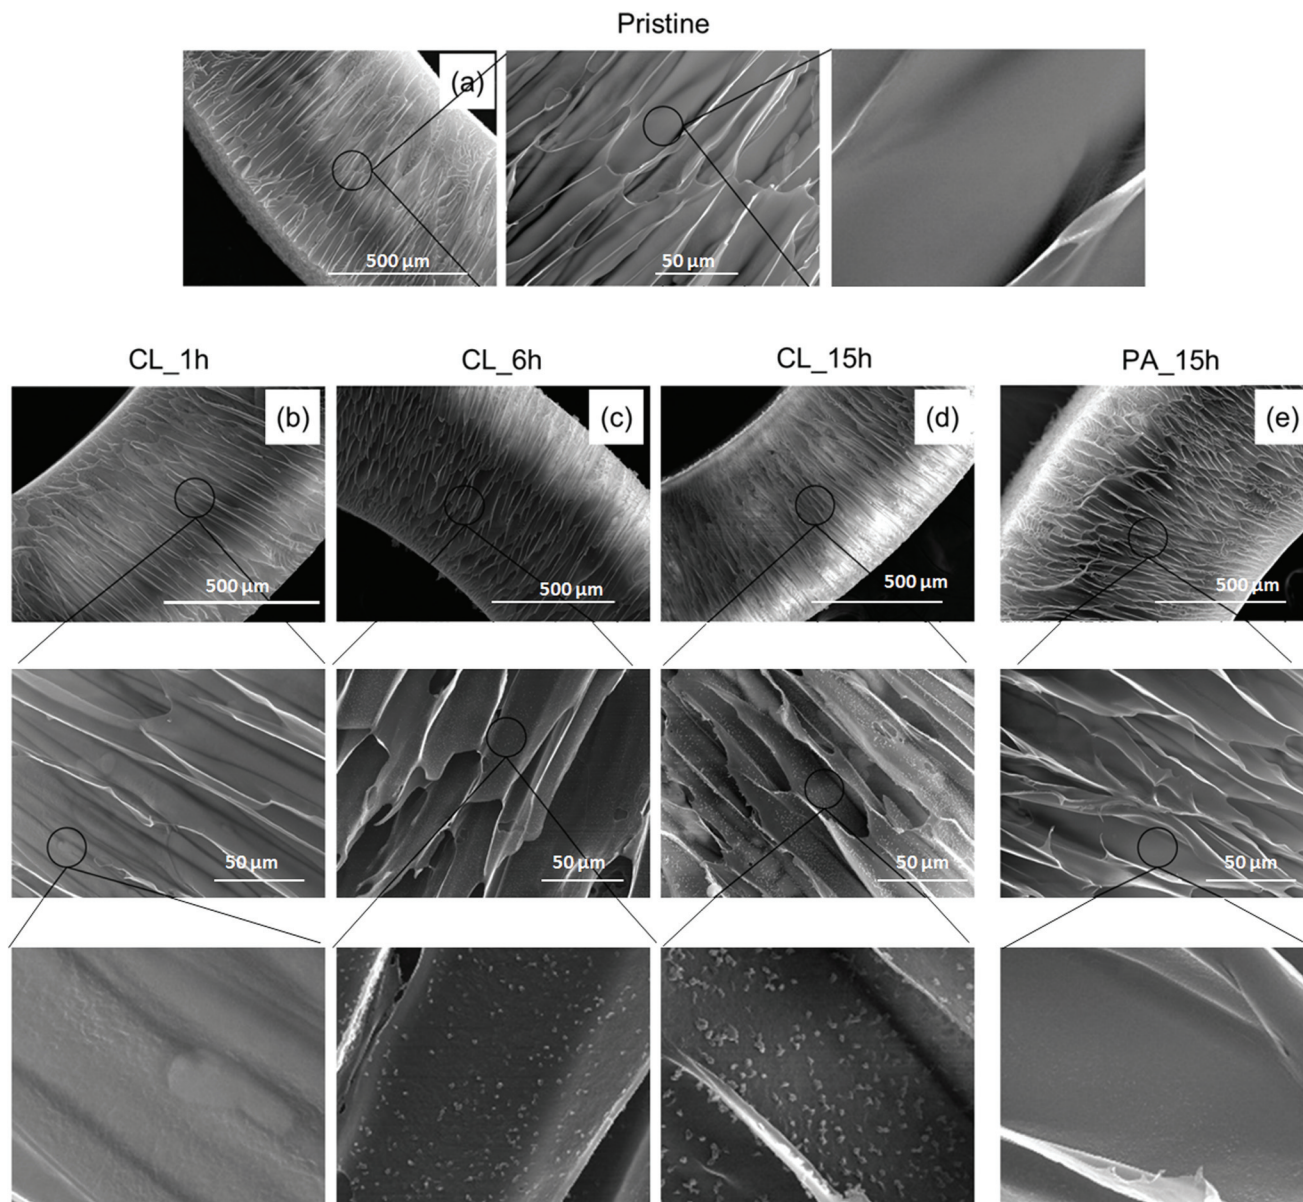 Pristine
(a)
500 µm
50 µm
CL_1h
CL_6h
CL_15h
PA_15h
(b)
(c)
(d)
(e)
500 µm
500 µm
500 µm
500 µm
50 µm
50 µm
50 µm
50 µm